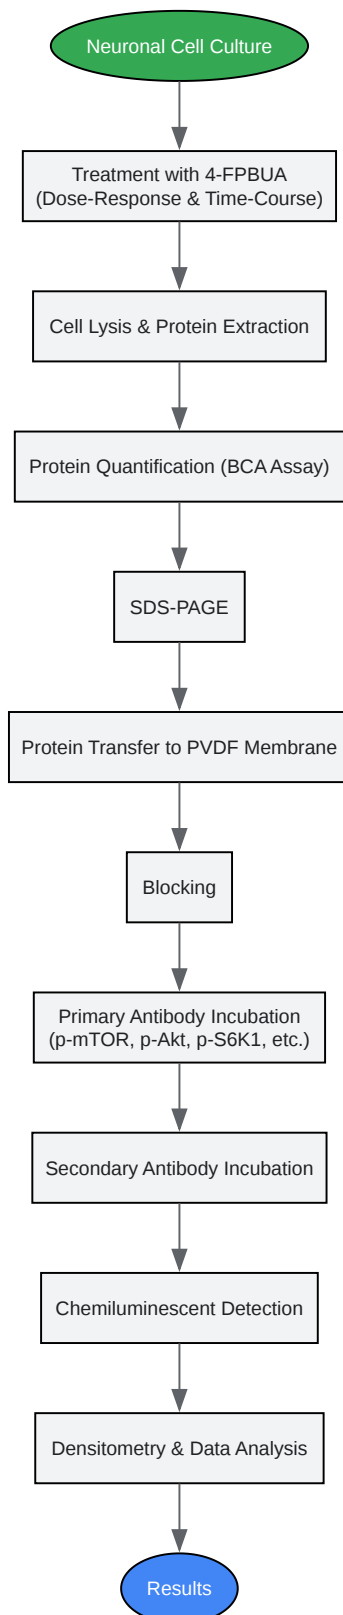 Neuronal Cell Culture
Treatment with 4-FPBUA
(Dose-Response & Time-Course)
Cell Lysis & Protein Extraction
Protein Quantification (BCA Assay)
SDS-PAGE
Protein Transfer to PVDF Membrane
Blocking
Primary Antibody Incubation
(p-mTOR, p-Akt, p-S6K1, etc.)
Secondary Antibody Incubation
Chemiluminescent Detection
Densitometry & Data Analysis
Results